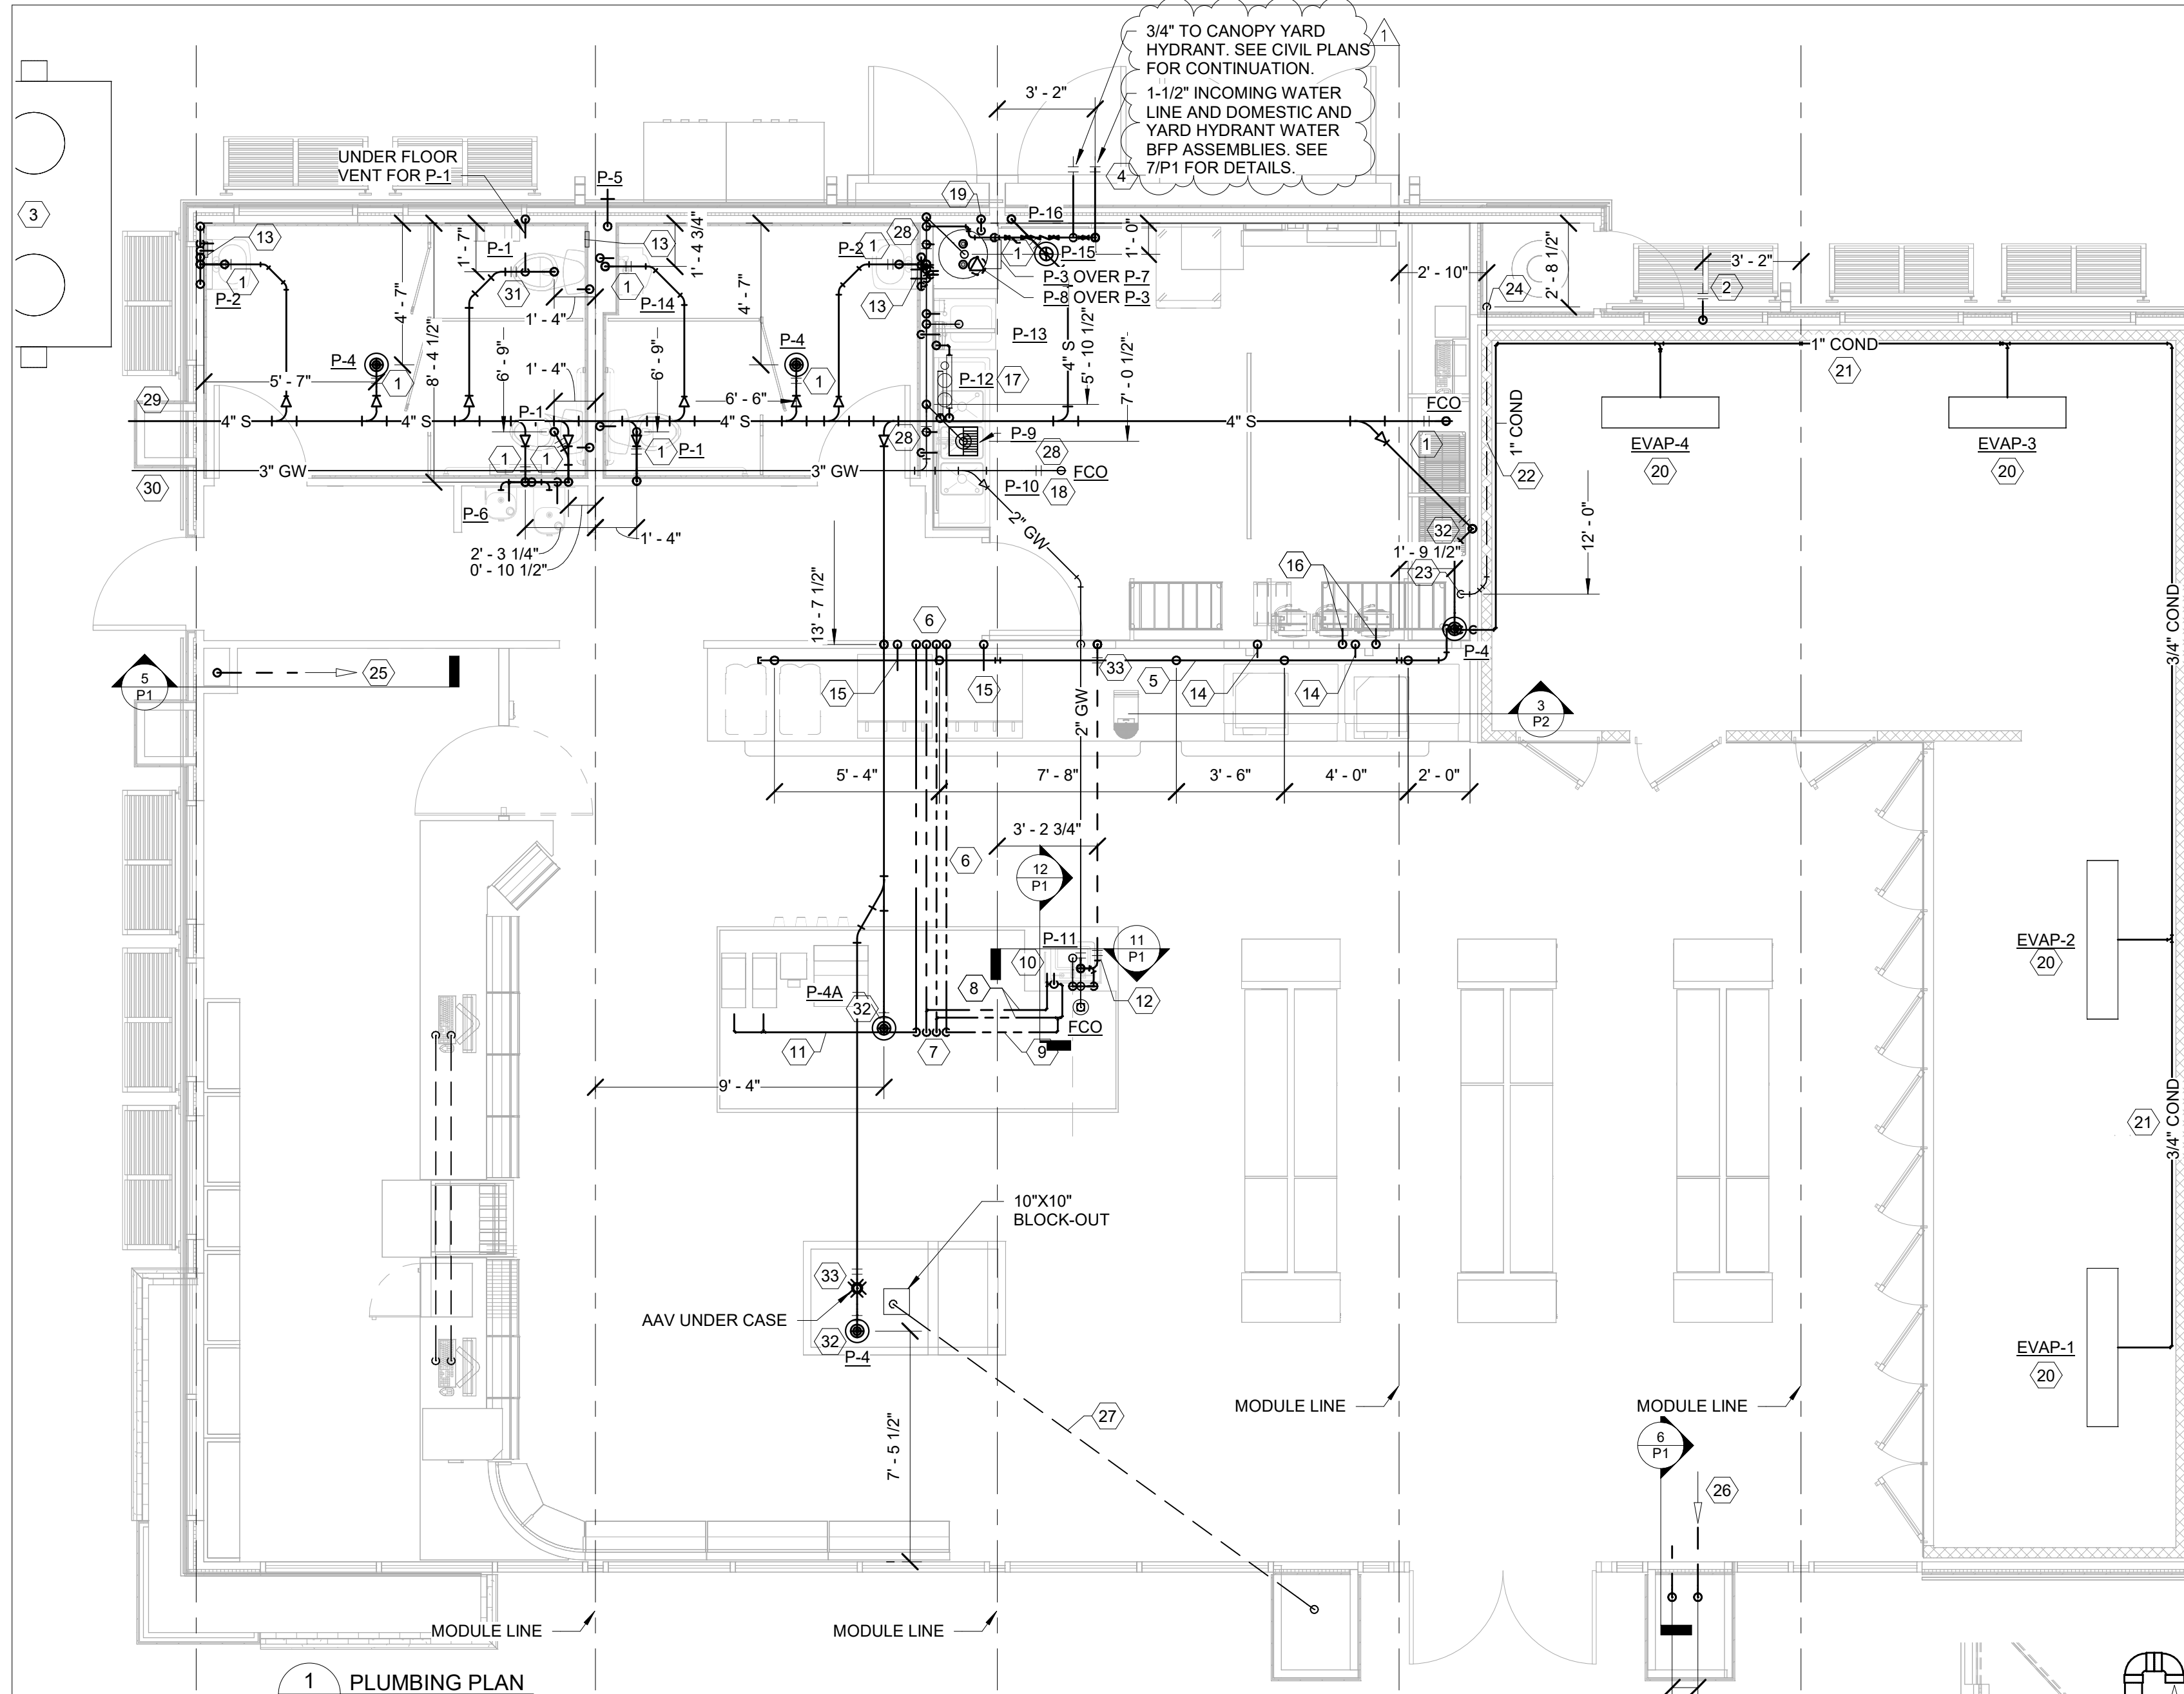 3/4" TO CANOPY YARD
HYDRANT. SEE CIVIL PLANS
FOR CONTINUATION.
1
1-1/2" INCOMING WATER
LINE AND DOMESTIC AND
YARD HYDRANT WATER
BFP ASSEMBLIES. SEE
7/P1 FOR DETAILS.
3' - 2"
4
UNDER FLOOR
VENT FOR P-1
P-5
3
19
P-16
13
1' - 7"
P-1
13
1' - 4 3/4"
P-2
1
28
1
P-15
1' - 0"
2' - 10"
2' - 8 1/2"
3' - 2"
2
24
1
P-2
31
1
P-14
13
P-3 OVER P-7
P-8 OVER P-3
4' - 7"
8' - 4 1/2"
1' - 4"
4' - 7"
P-4
6' - 9"
6' - 9"
P-4
P-13
4" S
5' - 10 1/2"
7' - 0 1/2"
1" COND
21
5' - 7"
1
1' - 4"
1
6' - 6"
P-12
17
29
4" S
P-1
4" S
4" S
FCO
1" COND
EVAP-4
20
EVAP-3
20
28
P-9
28
1
1
1
1
P-1
3" GW
3" GW
FCO
22
30
P-10
18
P-6
2" GW
32
12' - 0"
1' - 4"
2' - 3 1/4"
0' - 10 1/2"
1' - 9 1/2"
23
16
13' - 7 1/2"
6
3/4" COND
P-4
5
P1
25
33
15
15
5
14
14
2" GW
3
P2
5' - 4"
7' - 8"
3' - 6"
4' - 0"
2' - 0"
3' - 2 3/4"
6
12
P1
P-11
11
P1
10
EVAP-2
20
P-4A
32
8
12
FCO
11
7
9
9' - 4"
21
3/4" COND
10"X10"
BLOCK-OUT
33
AAV UNDER CASE
32
P-4
EVAP-1
20
MODULE LINE
MODULE LINE
27
7' - 5 1/2"
6
P1
26
MODULE LINE
MODULE LINE
1
PLUMBING PLAN